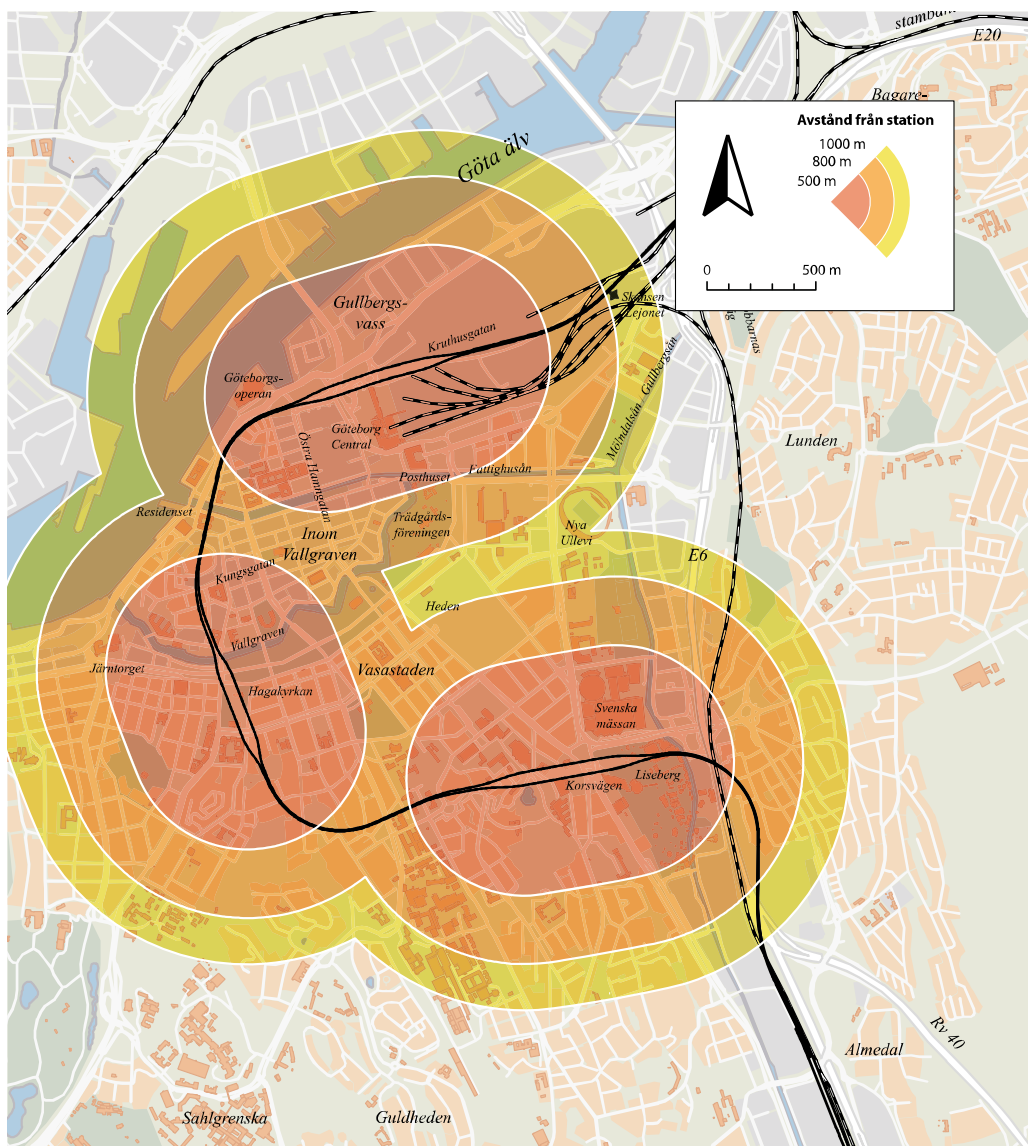 stamban
E20
Bagare-
Avstånd från station
1000 m
800 m
500 m
0
500 m
Göta älv
Gullbergs-
vass
Skansen
Lejonet
Kruthusgatan
Göteborgs-
operan
Göteborg
Central
Östra Hamngatan
Posthuset
Fattighusån
Mölndalsån / Gullbergsån
Lunden
Residenset
Inom
Vallgraven
Trädgårds-
föreningen
Nya
Ullevi
E6
Kungsgatan
Heden
Vallgraven
Järntorget
Hagakyrkan
Vasastaden
Svenska
mässan
Korsvägen
Liseberg
Rv 40
Almedal
Sahlgrenska
Guldheden